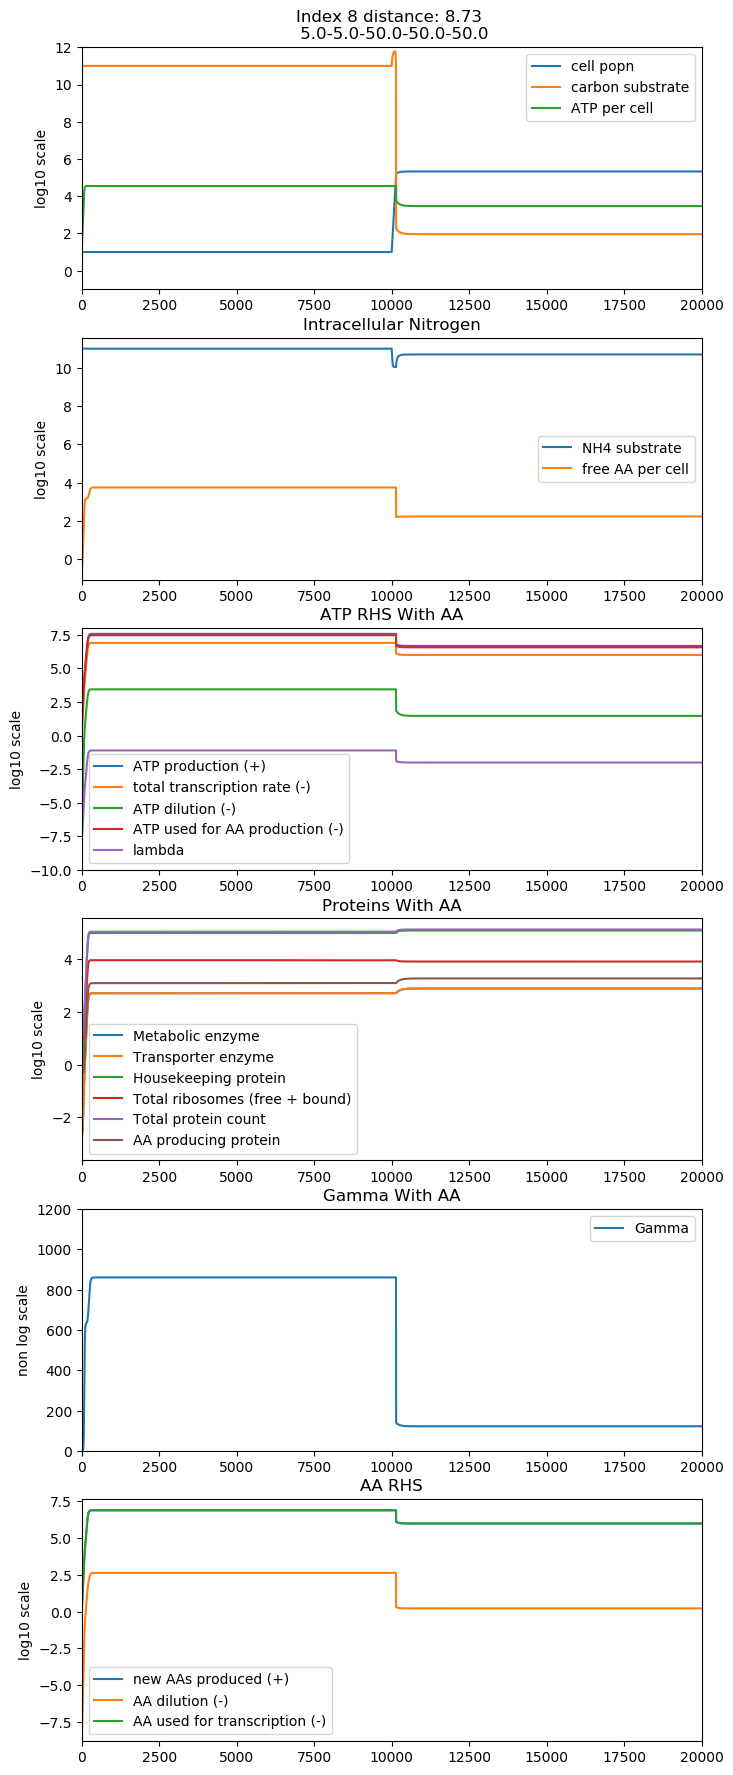 Index 8 distance: 8.73
5.0-5.0-50.0-50.0-50.0
12
10
8
6
4
2
0
log10 scale
cell popn
carbon substrate
ATP per cell
0 2500 5000 7500 10000 12500 15000 17500 20000
Intracellular Nitrogen
10
8
6
4
2
0
log10 scale
NH4 substrate
free AA per cell
0 2500 5000 7500 10000 12500 15000 17500 20000
ATP RHS With AA
7.5
5.0
2.5
0.0
−2.5
−5.0
−7.5
−10.0
log10 scale
ATP production (+)
total transcription rate (-)
ATP dilution (-)
ATP used for AA production (-)
lambda
0 2500 5000 7500 10000 12500 15000 17500 20000
Proteins With AA
4
2
0
−2
log10 scale
Metabolic enzyme
Transporter enzyme
Housekeeping protein
Total ribosomes (free + bound)
Total protein count
AA producing protein
0 2500 5000 7500 10000 12500 15000 17500 20000
Gamma With AA
1200
1000
800
600
400
200
0
non log scale
Gamma
0 2500 5000 7500 10000 12500 15000 17500 20000
AA RHS
7.5
5.0
2.5
0.0
−2.5
−5.0
−7.5
log10 scale
new AAs produced (+)
AA dilution (-)
AA used for transcription (-)
0 2500 5000 7500 10000 12500 15000 17500 20000